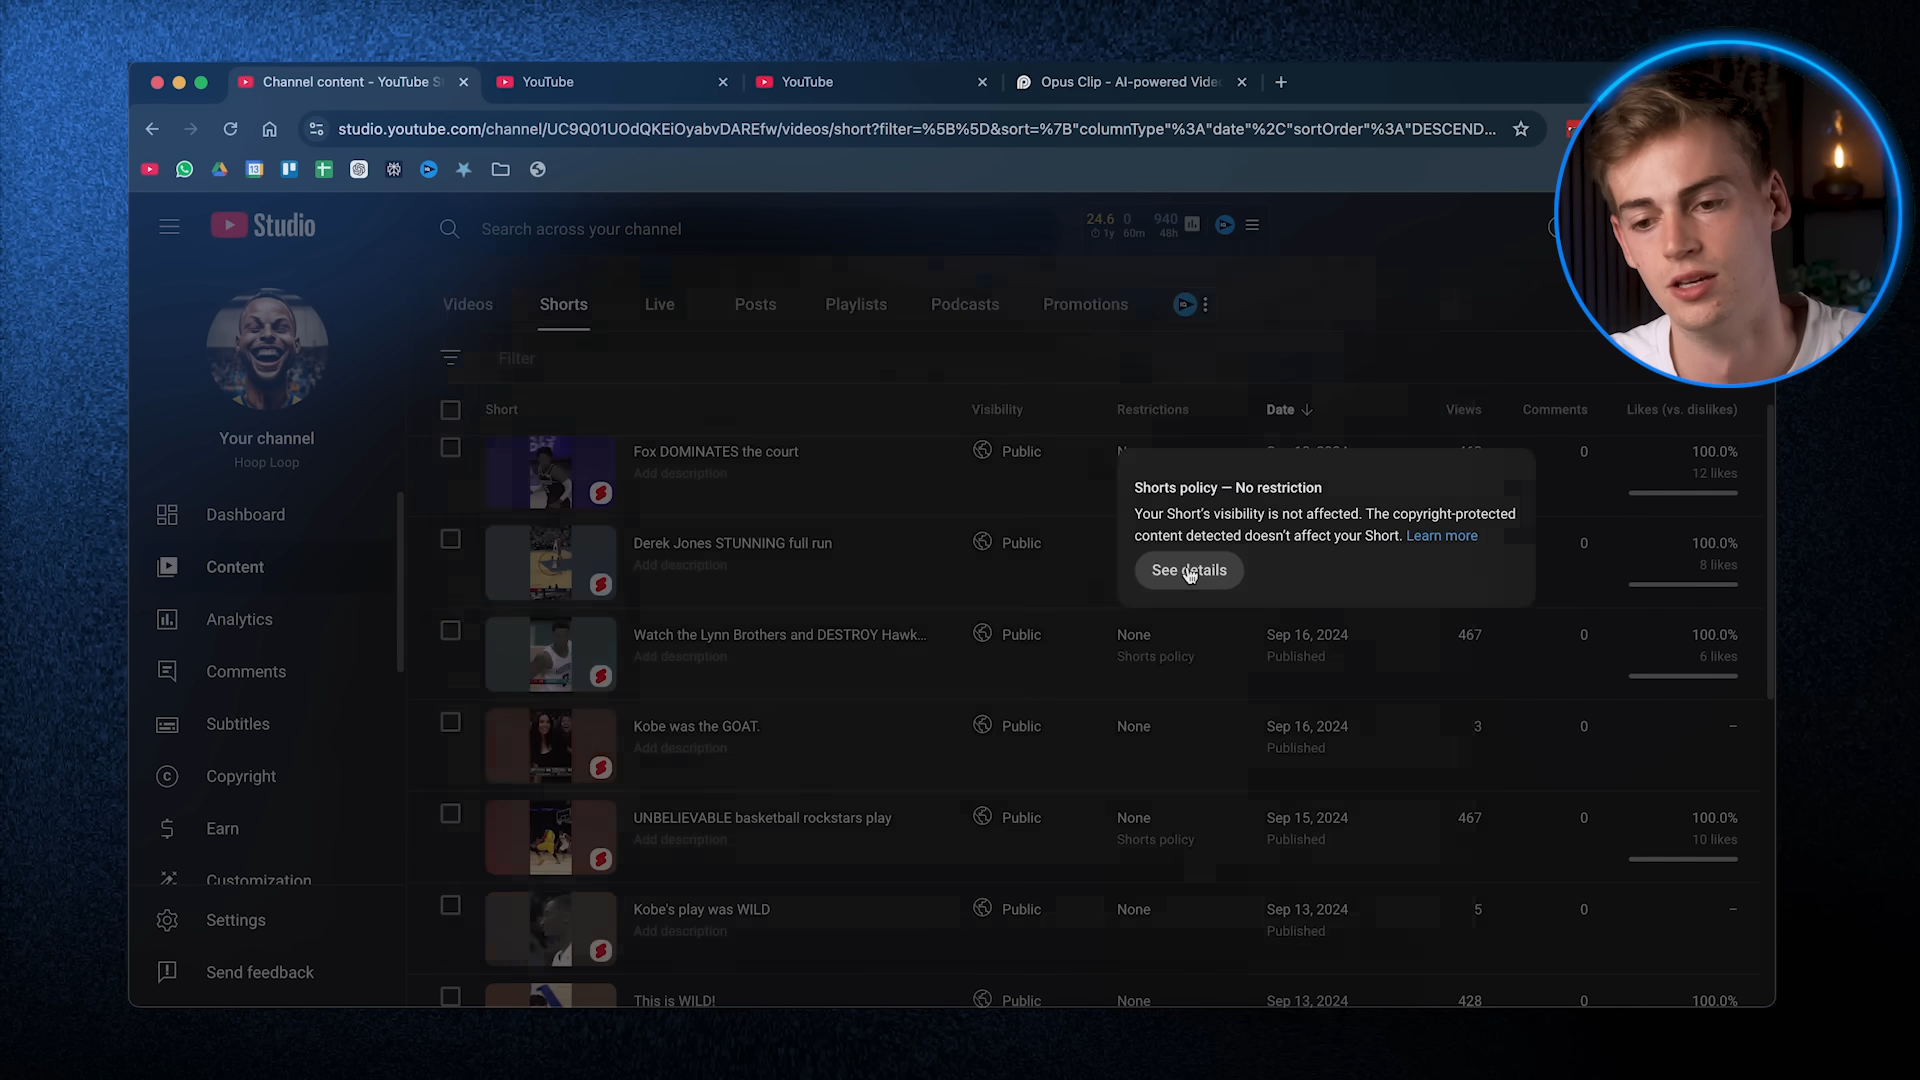 Channel content - YouTube S
YouTube
YouTube
Opus Clip - AI-powered Vide
studio.youtube.com/channel/UC9Q01UOdQKEiOyabvDAREfw/videos/short?filter=%5B%5D&sort=%7B"columnType"%3A"date"%2C"sortOrder"%3A"DESCEND...
13
Studio
Search across your channel
24.6 0 940
1y 60m 48h
Videos Shorts Live Posts Playlists Podcasts Promotions
Filter
Short Visibility Restrictions Date Views Comments Likes (vs. dislikes)
Your channel
Hoop Loop
Dashboard
Content
Analytics
Comments
Subtitles
Copyright
Earn
Customization
Settings
Send feedback
Fox DOMINATES the court Public 0 100.0%
Add description 12 likes
Shorts policy — No restriction
Your Short's visibility is not affected. The copyright-protected
content detected doesn't affect your Short. Learn more
See details
Derek Jones STUNNING full run Public 0 100.0%
Add description 8 likes
Watch the Lynn Brothers and DESTROY Hawk... Public None Sep 16, 2024 467 0 100.0%
Add description Shorts policy Published 6 likes
Kobe was the GOAT. Public None Sep 16, 2024 3 0 –
Add description Published
UNBELIEVABLE basketball rockstars play Public None Sep 15, 2024 467 0 100.0%
Add description Shorts policy Published 10 likes
Kobe's play was WILD Public None Sep 13, 2024 5 0 –
Add description Published
This is WILD! Public None Sep 13, 2024 428 0 100.0%